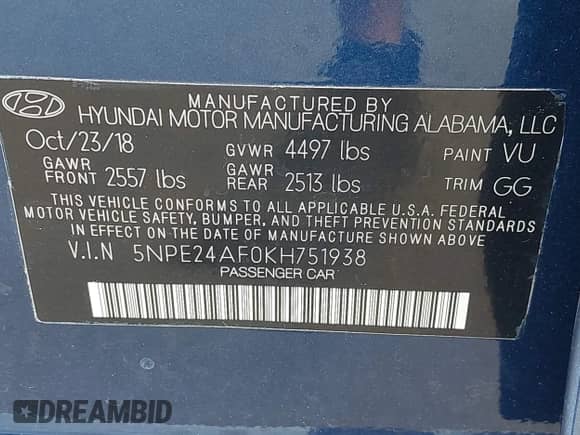 MANUFACTURED BY
HYUNDAI MOTOR MANUFACTURING ALABAMA, LLC
Oct/23/18 GVWR 4497 lbs PAINT VU
GAWR FRONT 2557 lbs GAWR REAR 2513 lbs TRIM GG
THIS VEHICLE CONFORMS TO ALL APPLICABLE U.S.A. FEDERAL
MOTOR VEHICLE SAFETY, BUMPER, AND THEFT PREVENTION STANDARDS
IN EFFECT ON THE DATE OF MANUFACTURE SHOWN ABOVE.
V.I.N 5NPE24AF0KH751938
PASSENGER CAR
DREAMBID